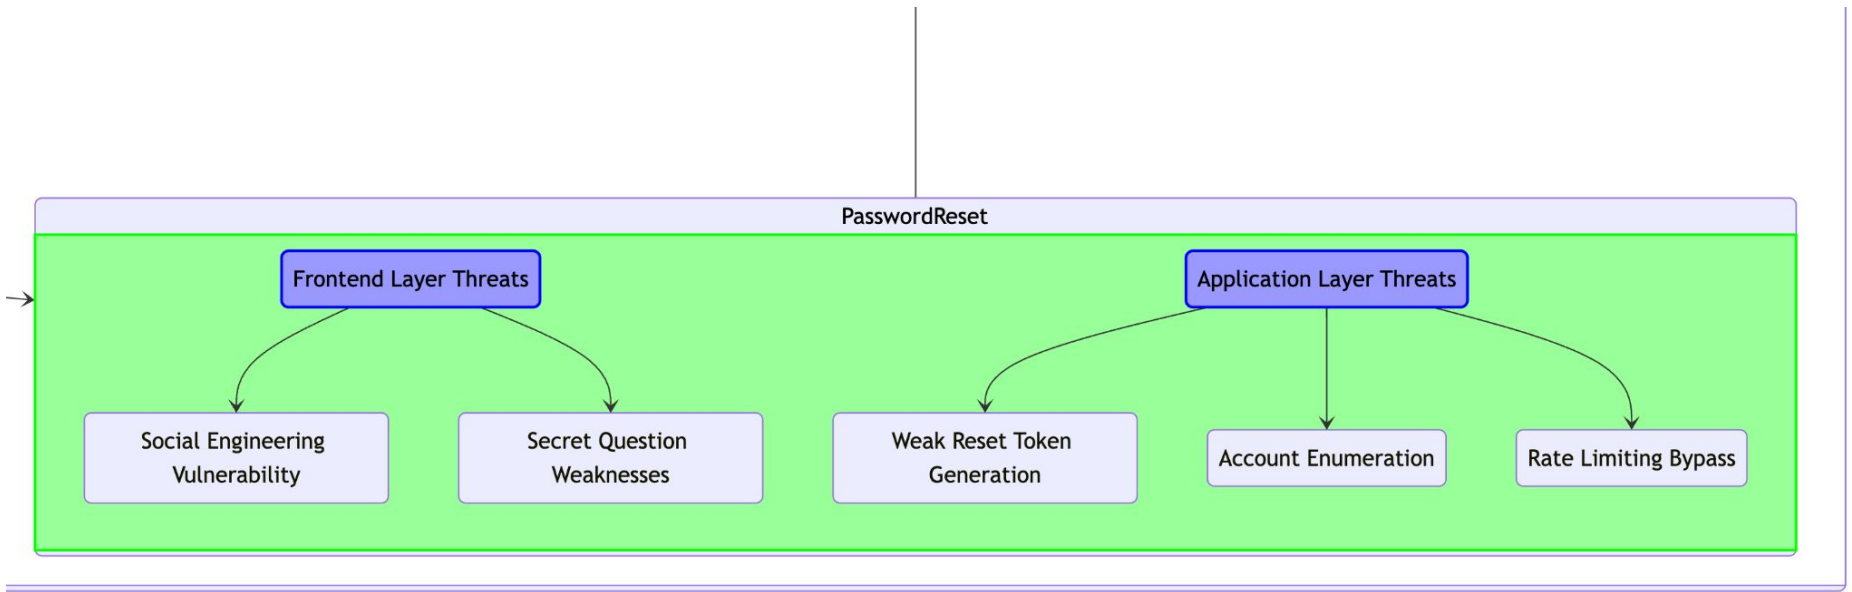 PasswordReset
Frontend Layer Threats
Application Layer Threats
Social Engineering
Vulnerability
Secret Question
Weaknesses
Weak Reset Token
Generation
Account Enumeration
Rate Limiting Bypass